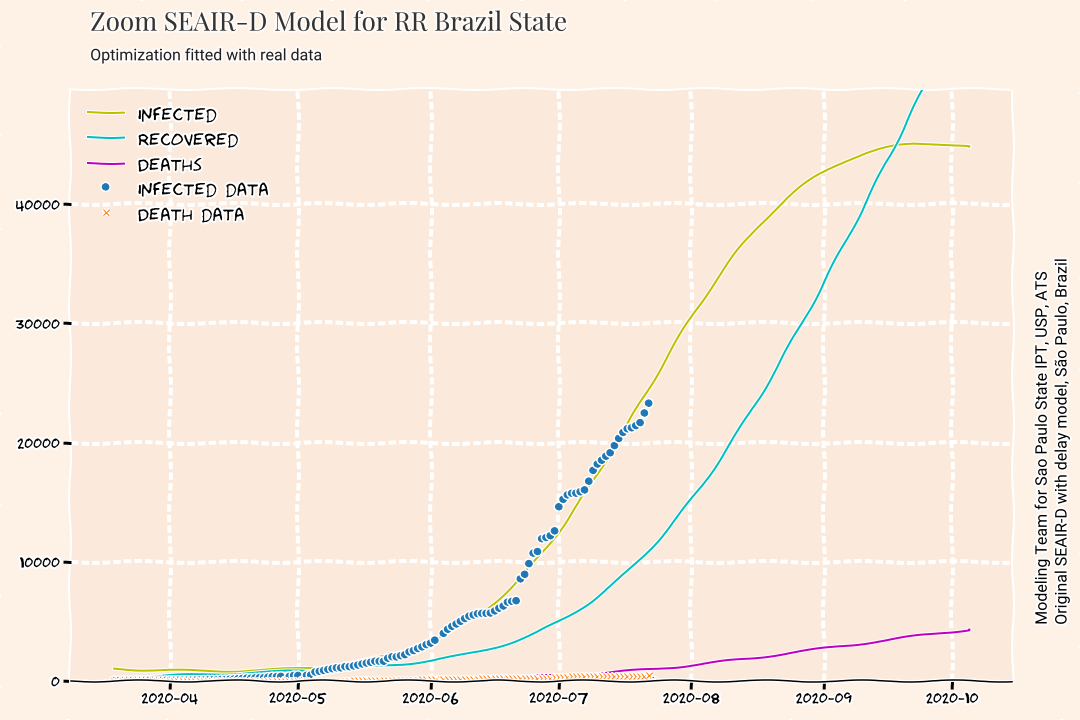 Zoom SEAIR-D Model for RR Brazil State
Optimization fitted with real data
INFECTED
RECOVERED
DEATHS
INFECTED DATA
DEATH DATA
40000
30000
20000
10000
0
2020-04
2020-05
2020-06
2020-07
2020-08
2020-09
2020-10
Modeling Team for Sao Paulo State IPT, USP, ATS
Original SEAIR-D with delay model, São Paulo, Brazil